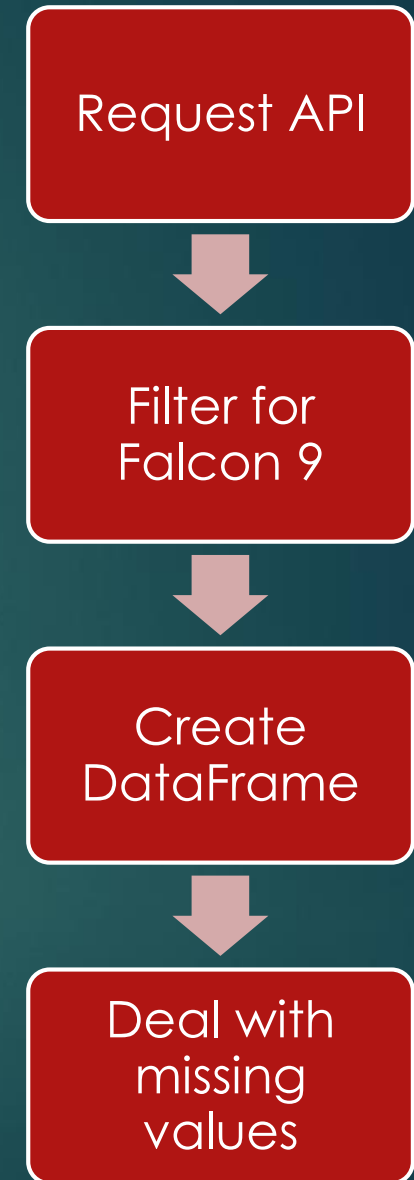 Request API
Filter for
Falcon 9
Create
DataFrame
Deal with
missing
values